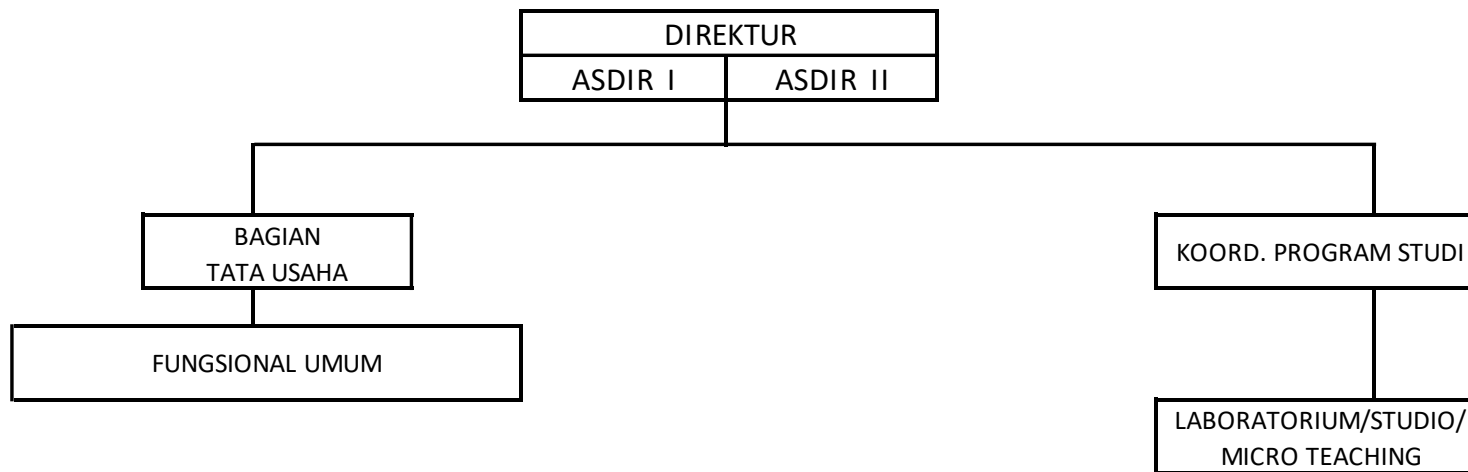 DIREKTUR
ASDIR I
ASDIR II
BAGIAN
TATA USAHA
KOORD. PROGRAM STUDI
FUNGSIONAL UMUM
LABORATORIUM/STUDIO/
MICRO TEACHING